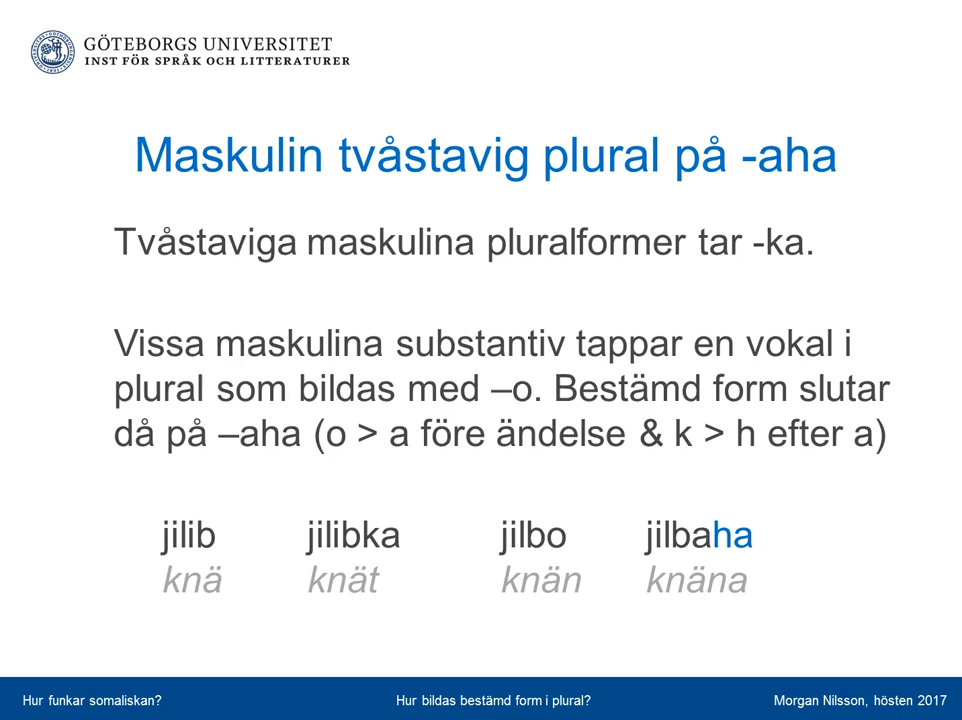 GÖTEBORGS UNIVERSITET
INST FÖR SPRÅK OCH LITTERATURER
Maskulin tvåstavig plural på -aha
Tvåstaviga maskulina pluralformer tar -ka.
Vissa maskulina substantiv tappar en vokal i
plural som bildas med –o. Bestämd form slutar
då på –aha (o > a före ändelse & k > h efter a)
jilib jilibka jilbo jilbaha
knä knät knän knäna
Hur funkar somaliskan? Hur bildas bestämd form i plural? Morgan Nilsson, hösten 2017